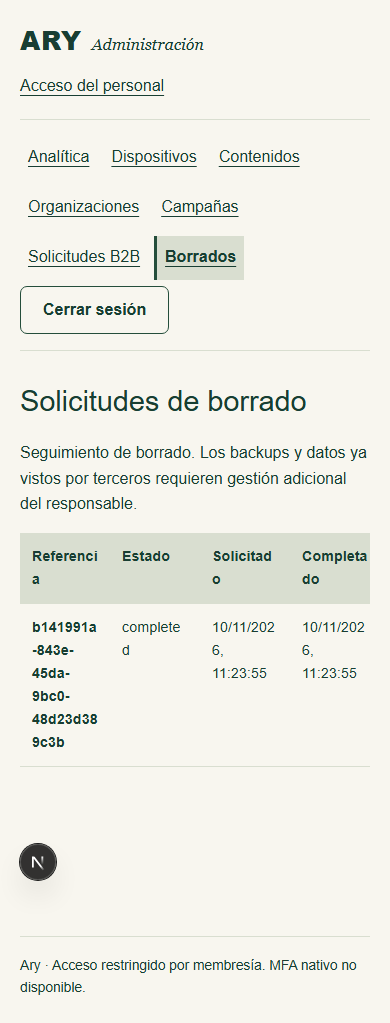 ARY Administración
Acceso del personal
Analítica Dispositivos Contenidos
Organizaciones Campañas
Solicitudes B2B Borrados
Cerrar sesión
Solicitudes de borrado
Seguimiento de borrado. Los backups y datos ya
vistos por terceros requieren gestión adicional
del responsable.
Referenci Estado Solicitad Completa
a o do
b141991a complete 10/11/202 10/11/202
-843e- d 6, 6,
45da- 11:23:55 11:23:55
9bc0-
48d23d38
9c3b
N
Ary · Acceso restringido por membresía. MFA nativo no
disponible.